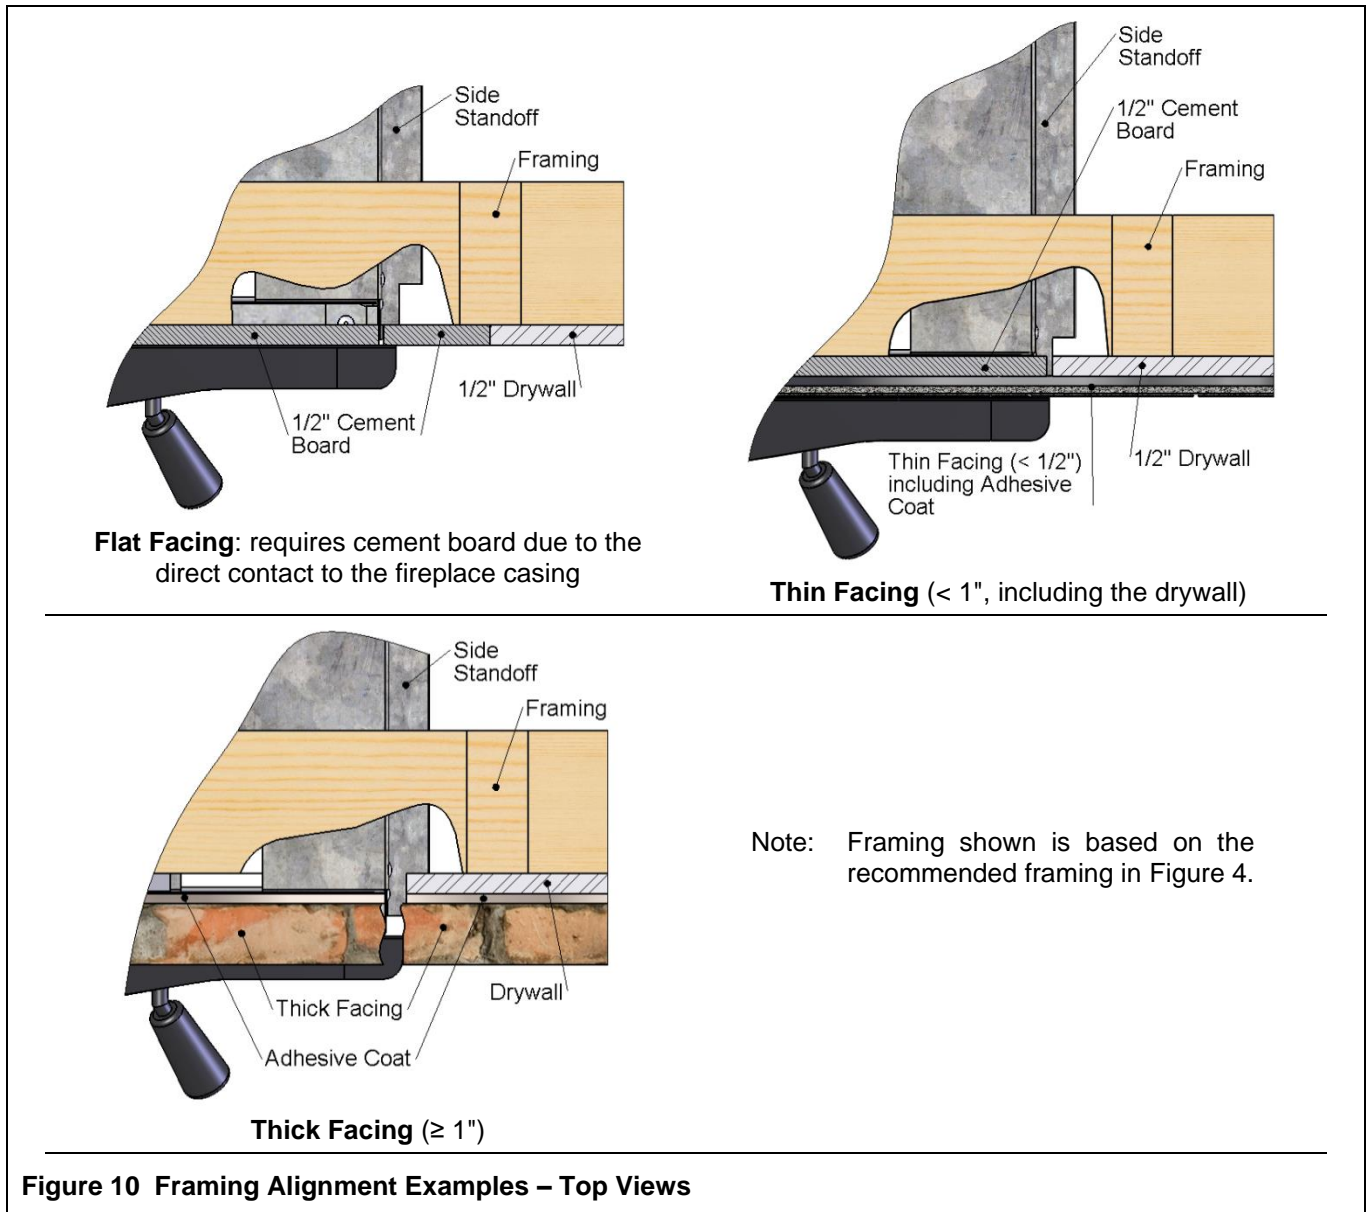 Side
Standoff
Framing
1/2" Drywall
1/2" Cement
Board
Flat Facing: requires cement board due to the
direct contact to the fireplace casing
Side
Standoff
1/2" Cement
Board
Framing
1/2" Drywall
Thin Facing (< 1/2")
including Adhesive
Coat
Thin Facing (< 1", including the drywall)
Side
Standoff
Framing
Drywall
Thick Facing
Adhesive Coat
Thick Facing (≥ 1")
Note: Framing shown is based on the
recommended framing in Figure 4.
Figure 10 Framing Alignment Examples – Top Views